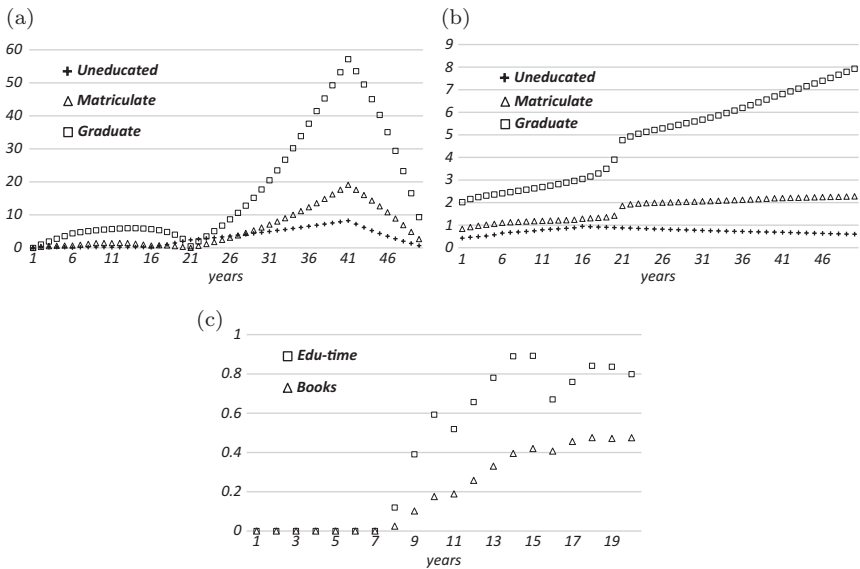 (a)
60
50
40
30
20
10
0
+ Uneducated
△ Matriculate
□ Graduate
1 6 11 16 21 26 31 36 41 46
years
(b)
9
8
7
6
5
4
3
2
1
0
+ Uneducated
△ Matriculate
□ Graduate
1 6 11 16 21 26 31 36 41 46
years
(c)
1
0.8
0.6
0.4
0.2
0
□ Edu-time
△ Books
1 3 5 7 9 11 13 15 17 19
years